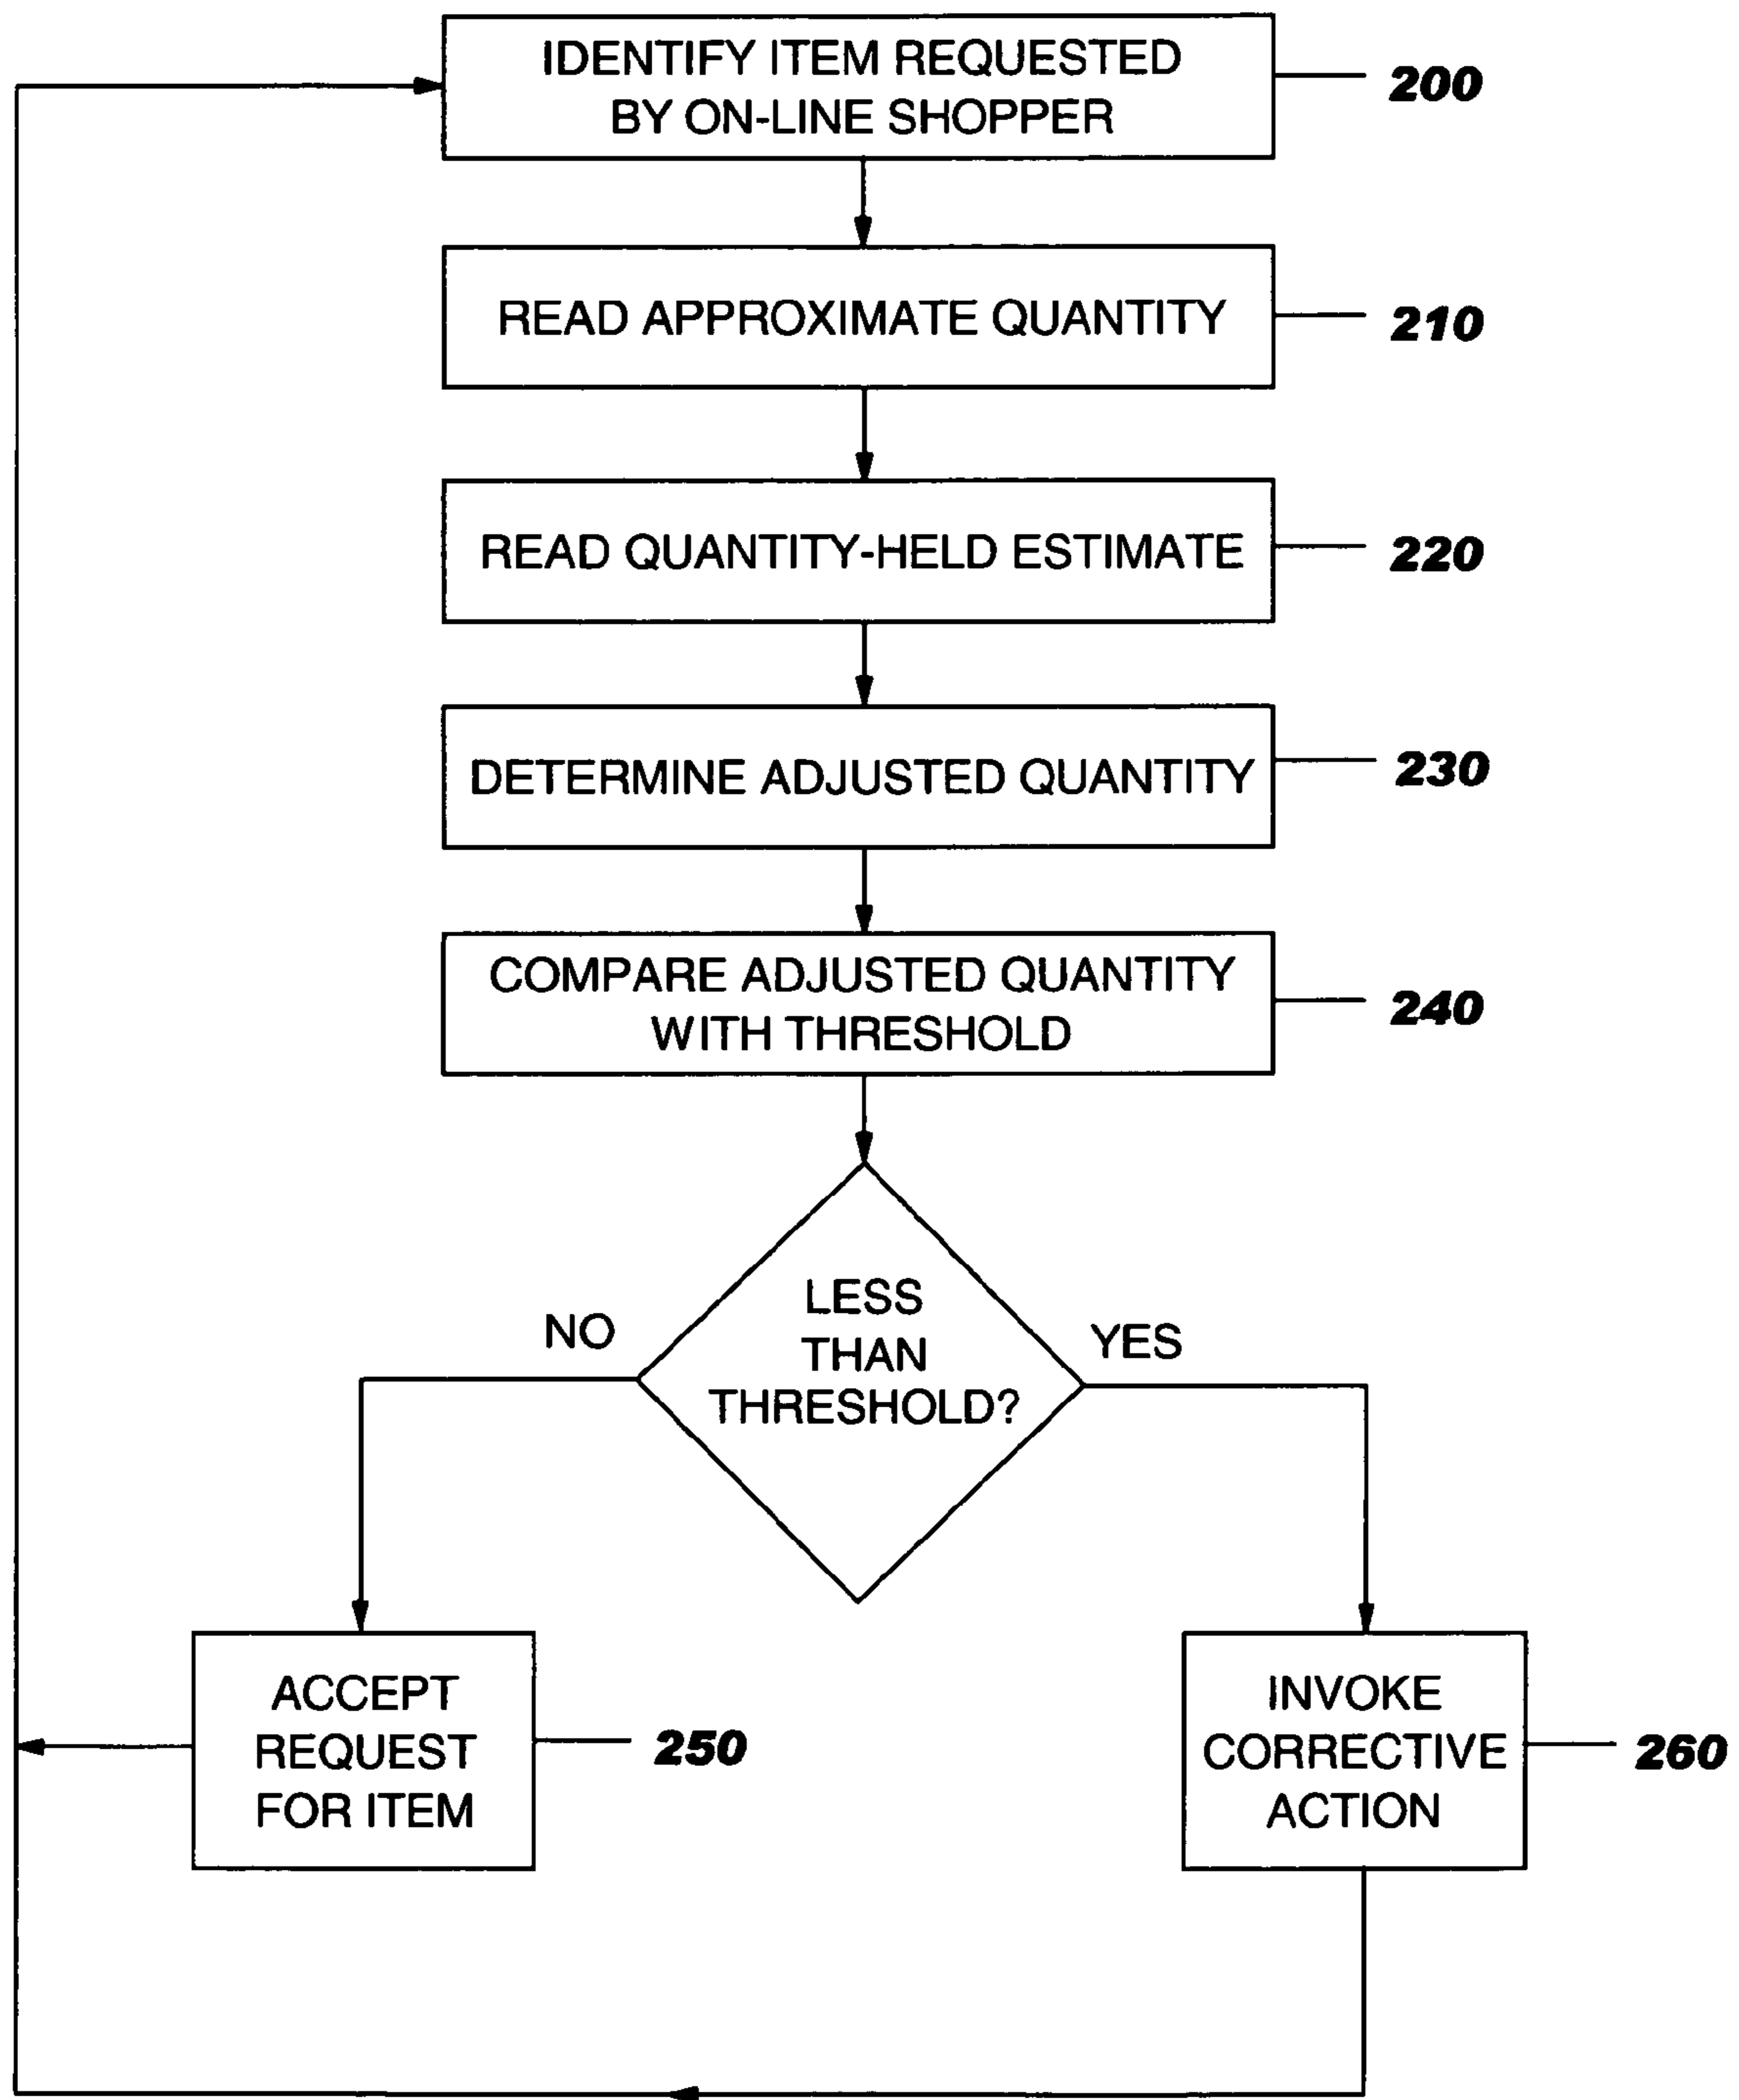 IDENTIFY ITEM REQUESTED
BY ON-LINE SHOPPER
200
READ APPROXIMATE QUANTITY
210
READ QUANTITY-HELD ESTIMATE
220
DETERMINE ADJUSTED QUANTITY
230
COMPARE ADJUSTED QUANTITY
WITH THRESHOLD
240
LESS
THAN
THRESHOLD?
NO
YES
ACCEPT
REQUEST
FOR ITEM
250
INVOKE
CORRECTIVE
ACTION
260